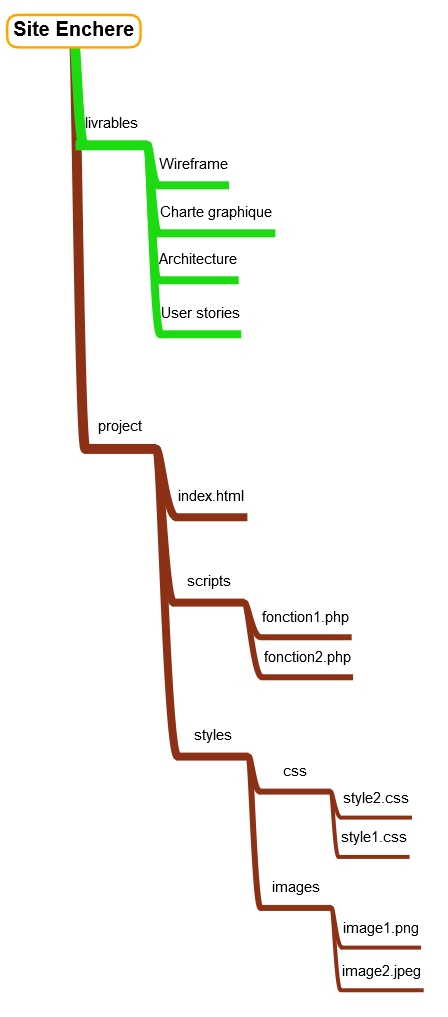 Site Enchere
livrables
Wireframe
Charte graphique
Architecture
User stories
project
index.html
scripts
fonction1.php
fonction2.php
styles
css
style2.css
style1.css
images
image1.png
image2.jpeg